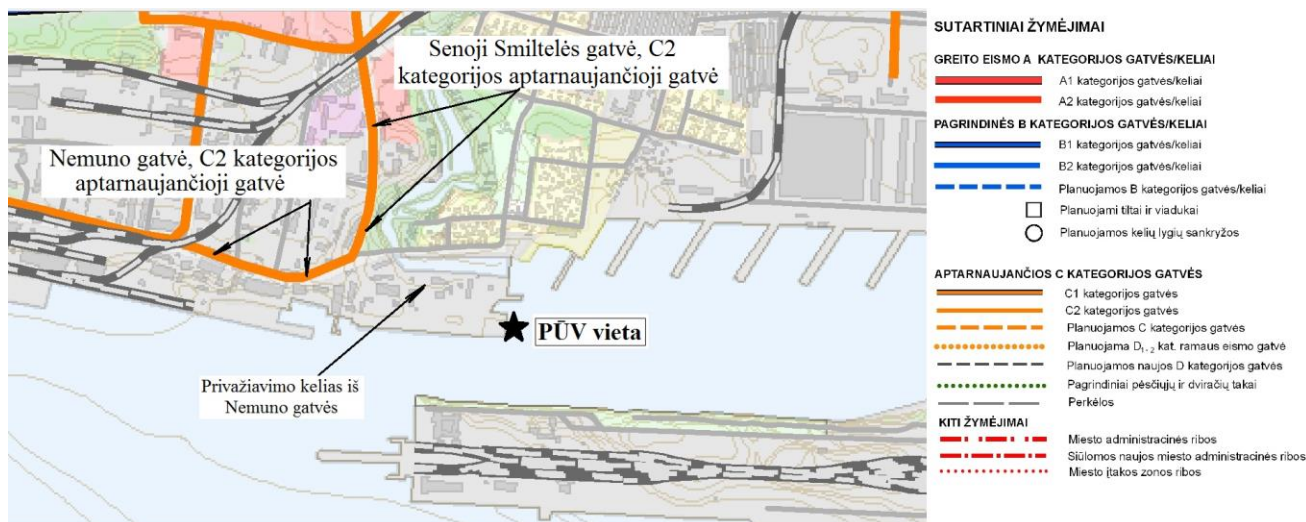 Senoji Smiltelės gatvė, C2
kategorijos aptarnaujančioji gatvė
Nemuno gatvė, C2 kategorijos
aptarnaujančioji gatvė
PŪV vieta
Privažiavimo kelias iš
Nemuno gatvės
SUTARTINIAI ŽYMĖJIMAI
GREITO EISMO A KATEGORIJOS GATVĖS/KELIAI
A1 kategorijos gatvės/keliai
A2 kategorijos gatvės/keliai
PAGRINDINĖS B KATEGORIJOS GATVĖS/KELIAI
B1 kategorijos gatvės/keliai
B2 kategorijos gatvės/keliai
Planuojamos B kategorijos gatvės/keliai
Planuojami tiltai ir viadukai
Planuojamos kelių lygių sankryžos
APTARNAUJANČIOS C KATEGORIJOS GATVĖS
C1 kategorijos gatvės
C2 kategorijos gatvės
Planuojamos C kategorijos gatvės
Planuojama D1-2 kat. ramaus eismo gatvė
Planuojamos naujos D kategorijos gatvės
Pagrindiniai pėsčiųjų ir dviračių takai
Perkėlos
KITI ŽYMĖJIMAI
Miesto administracinės ribos
Siūlomos naujos miesto administracinės ribos
Miesto įtakos zonos ribos